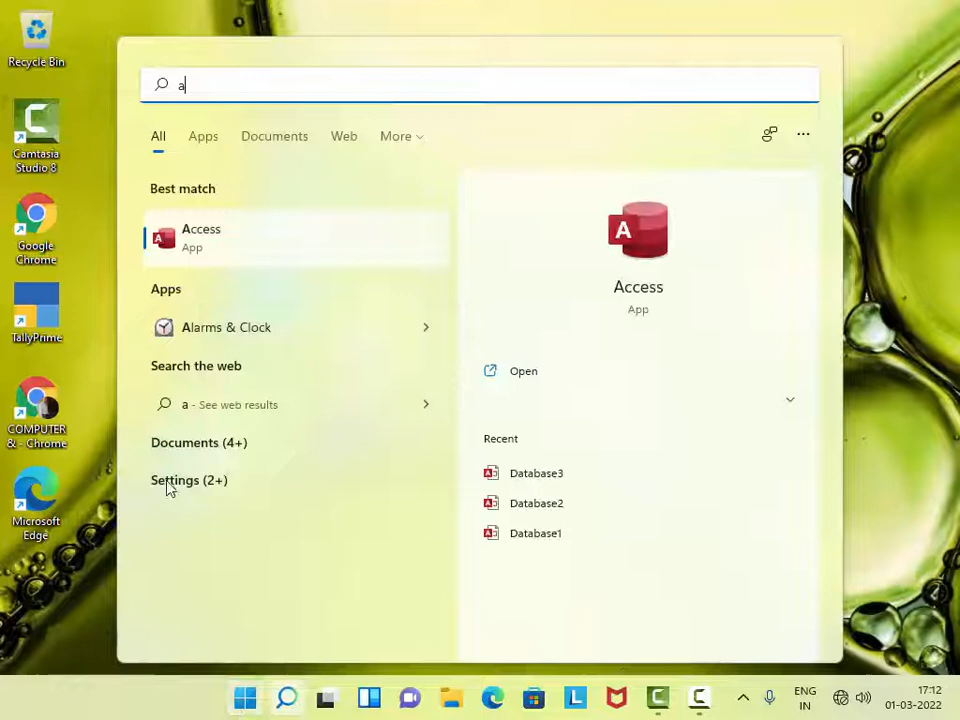 Recycle Bin
Camtasia
Studio 8
Google
Chrome
TallyPrime
COMPUTER
& - Chrome
Microsoft
Edge
a
All Apps Documents Web More
Best match
A Access
App
Apps
Alarms & Clock
Search the web
a - See web results
Documents (4+)
Settings (2+)
A
Access
App
Open
Recent
A Database3
A Database2
A Database1
L
ENG
IN
17:12
01-03-2022